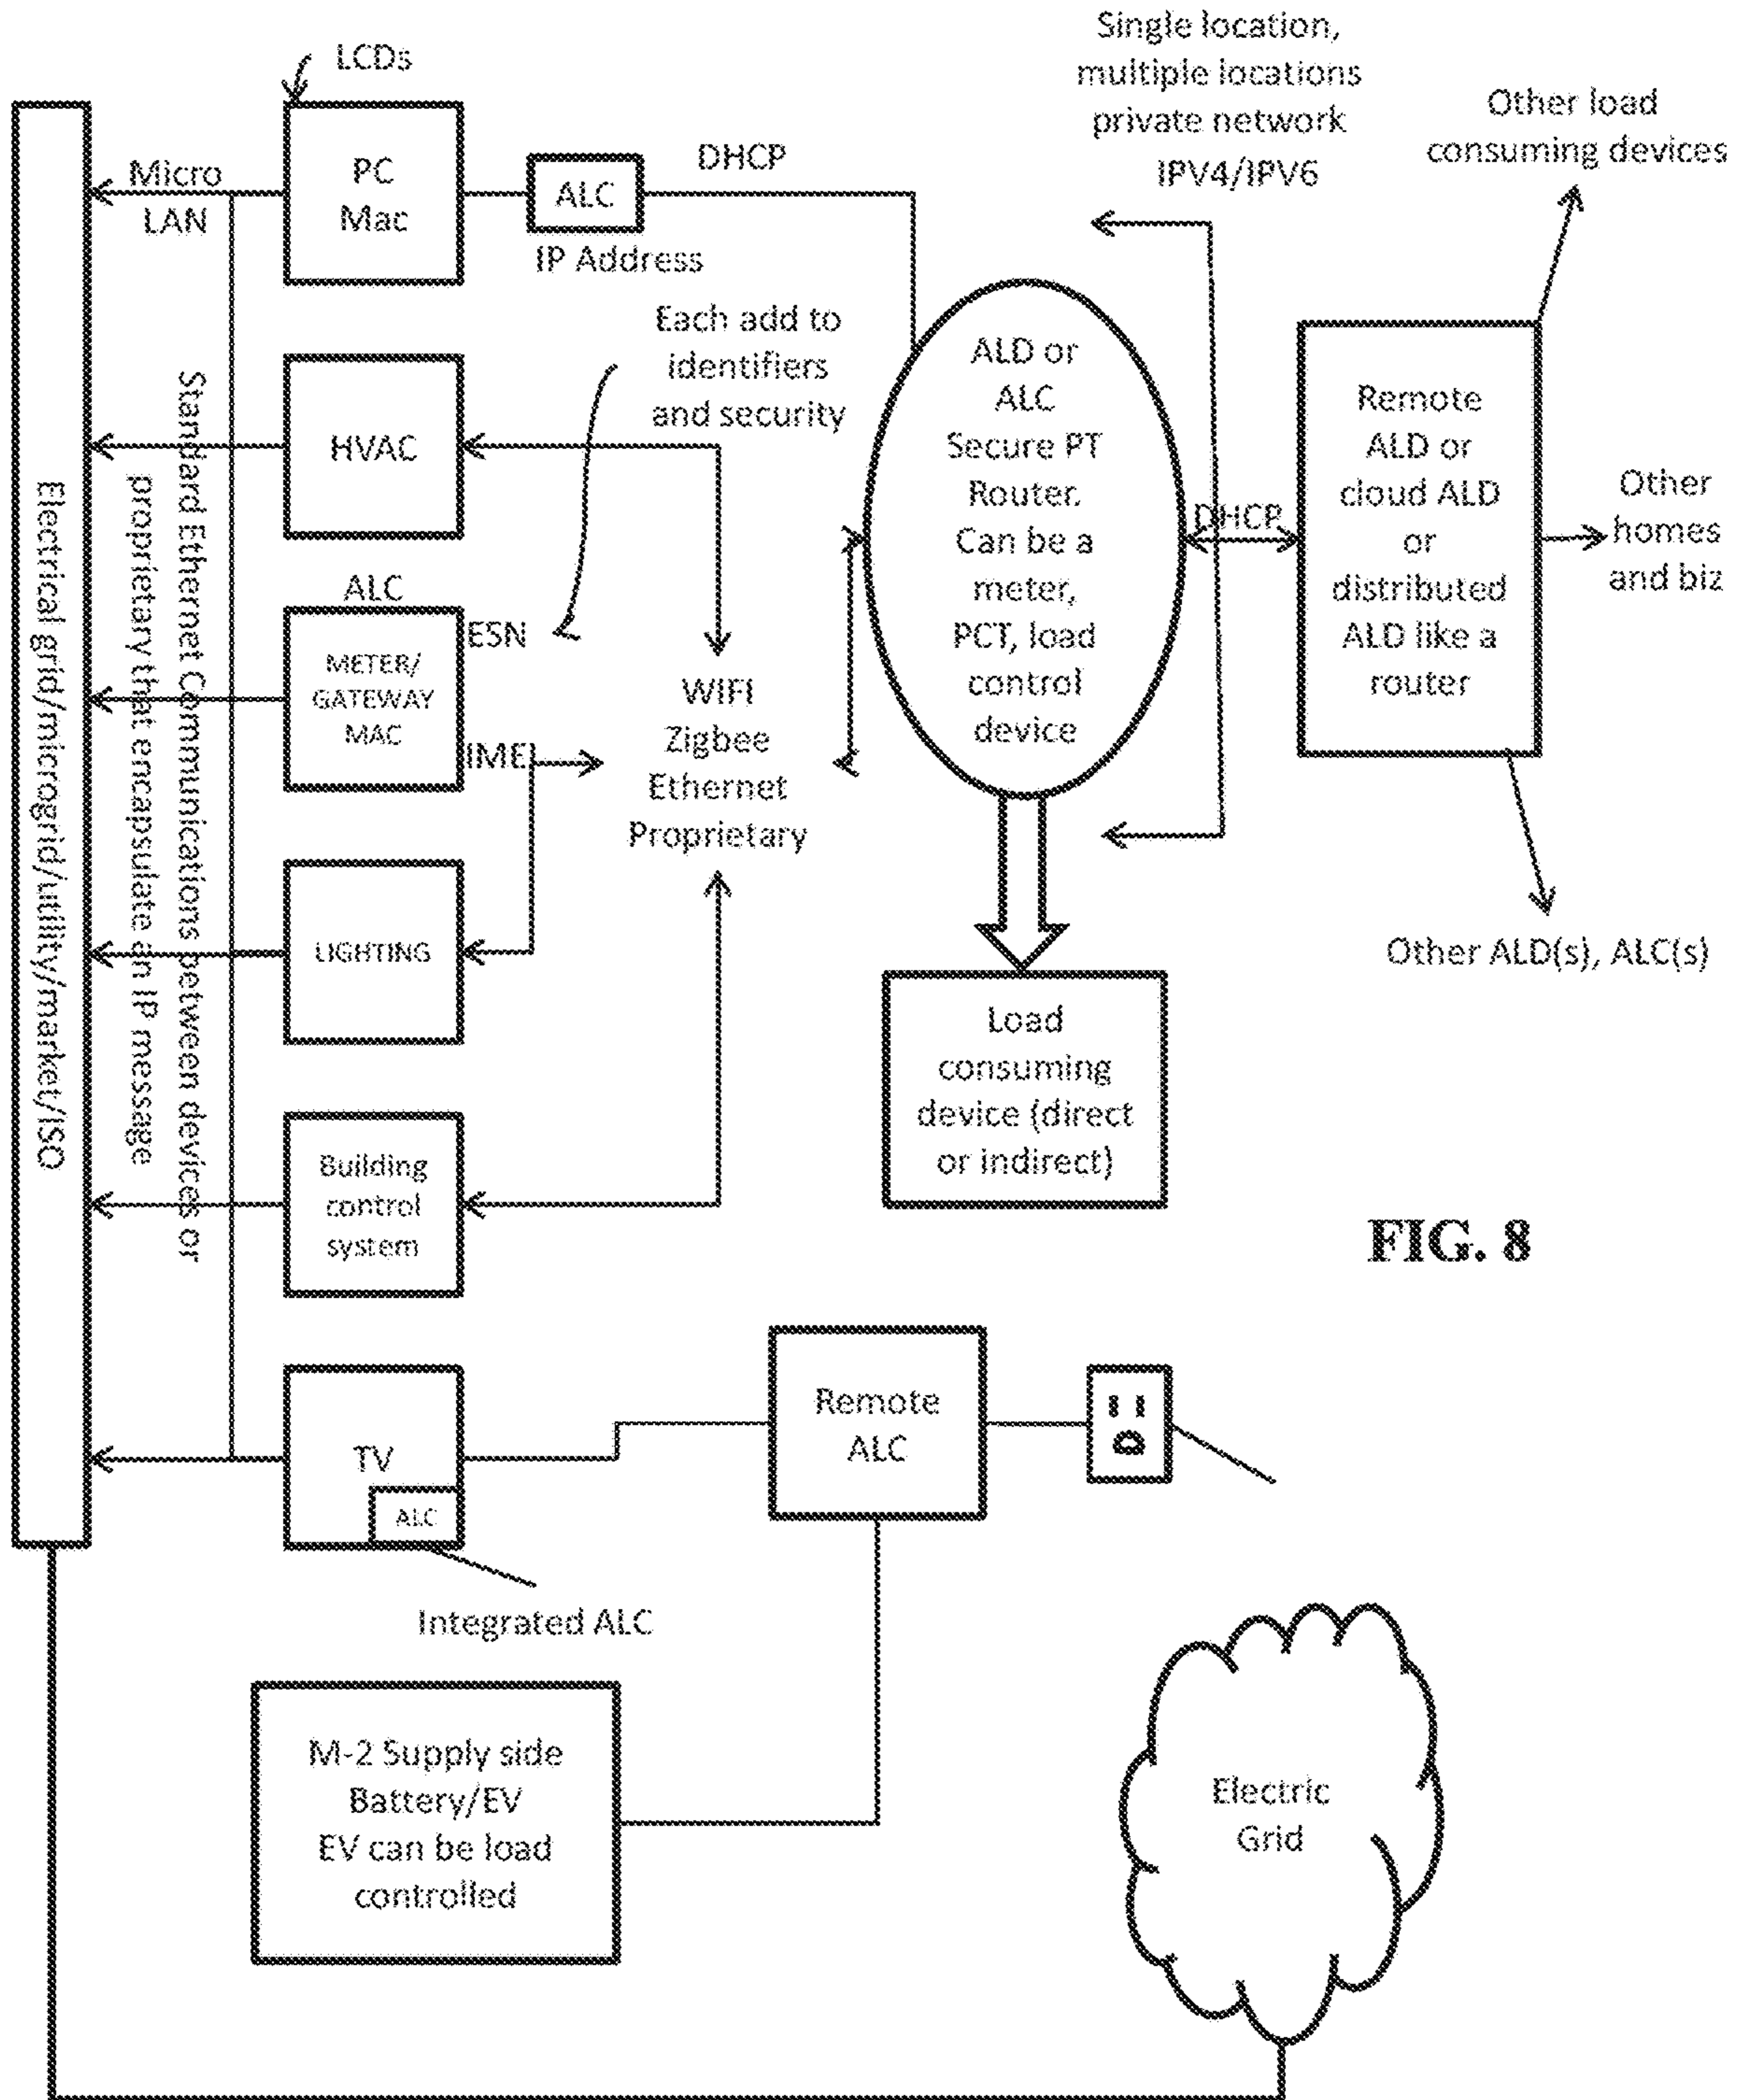 LCDs
Single location,
multiple locations
private network
IPV4/IPV6
Other load
consuming devices
Micro
LAN
PC
Mac
ALC
DHCP
IP Address
Each add to
identifiers
and security
HVAC
ALC
METER/
GATEWAY
MAC
ESN
IMEI
LIGHTING
Building
control
system
WIFI
Zigbee
Ethernet
Proprietary
ALD or
ALC
Secure PT
Router.
Can be a
meter,
PCT, load
control
device
DHCP
Remote
ALD or
cloud ALD
or
distributed
ALD like a
router
Other
homes
and biz
Other ALD(s), ALC(s)
Load
consuming
device (direct
or indirect)
Electrical grid/microgrid/utility/market/ISO
Standard Ethernet Communications between devices or
proprietary that encapsulate an IP message
FIG. 8
TV
ALC
Integrated ALC
Remote
ALC
M-2 Supply side
Battery/EV
EV can be load
controlled
Electric
Grid